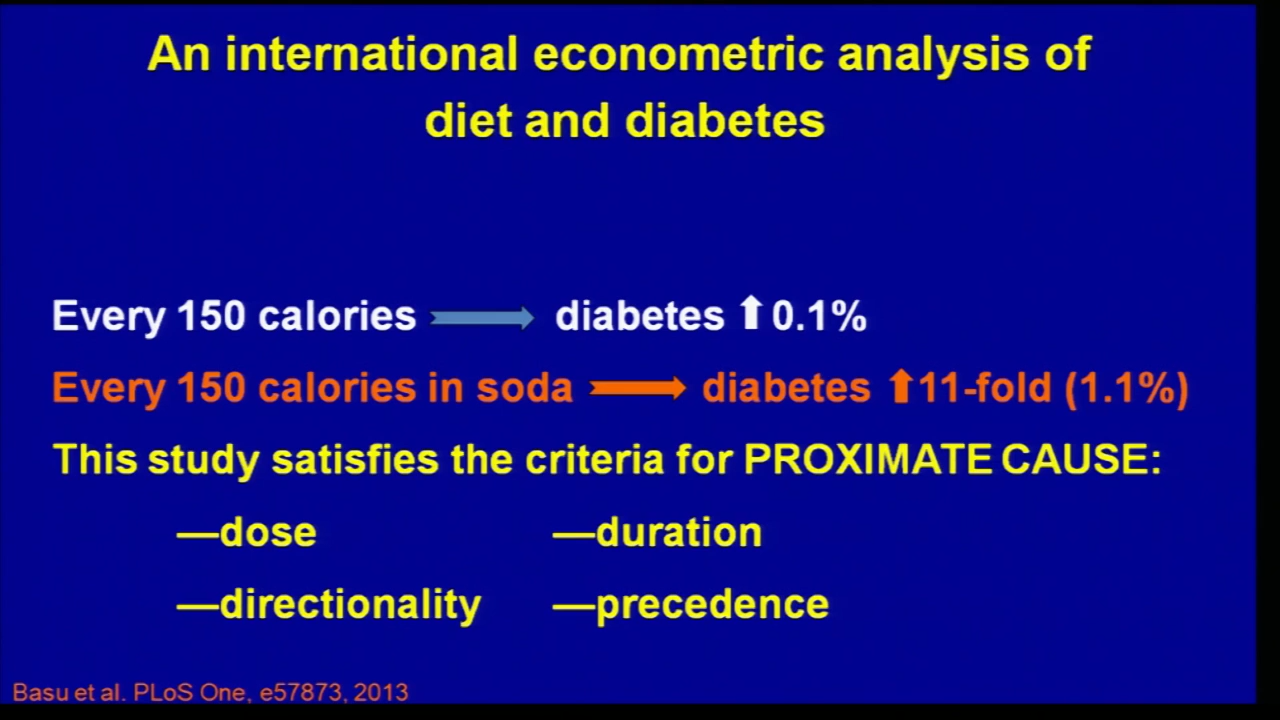 An international econometric analysis of
diet and diabetes
Every 150 calories diabetes ⬆0.1%
Every 150 calories in soda diabetes ⬆11-fold (1.1%)
This study satisfies the criteria for PROXIMATE CAUSE:
—dose —duration
—directionality —precedence
Basu et al. PLoS One, e57873, 2013